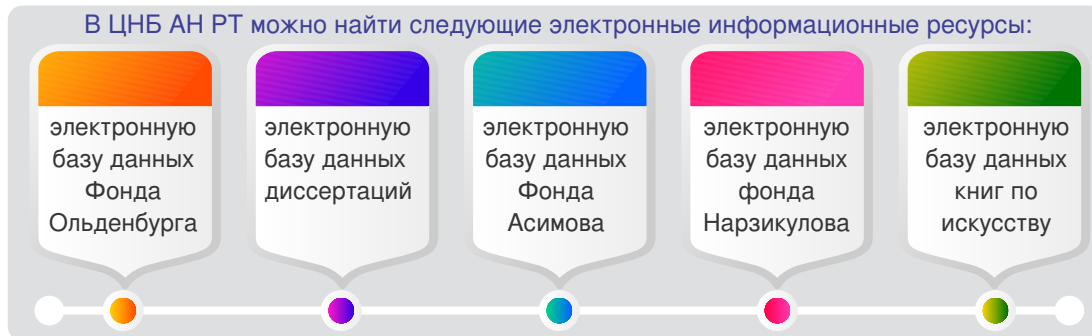 В ЦНБ АН РТ можно найти следующие электронные информационные ресурсы:
электронную
базу данных
Фонда
Ольденбурга
электронную
базу данных
диссертаций
электронную
базу данных
Фонда
Асимова
электронную
базу данных
фонда
Нарзикулова
электронную
базу данных
книг по
искусству